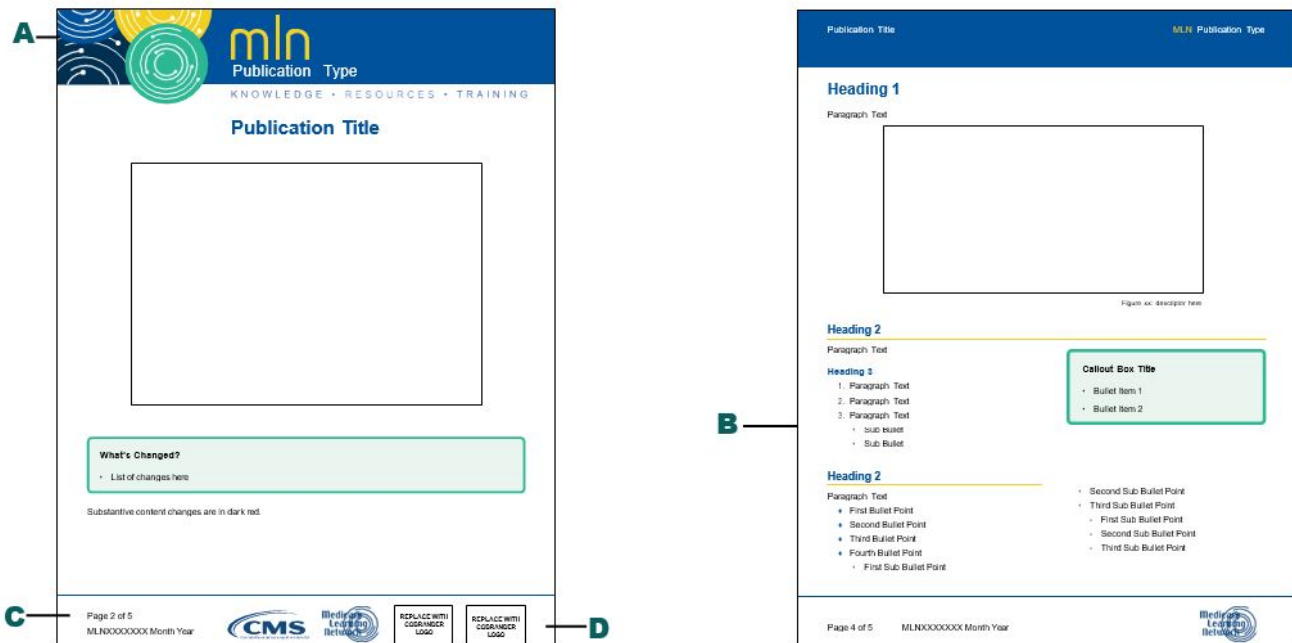 A
mln
Publication Type
KNOWLEDGE • RESOURCES • TRAINING
Publication Title
What's Changed?
• List of changes here
Substantive content changes are in dark red.
C
Page 2 of 5
MLNXXXXXXX Month Year
CMS
Medicare
Learning
Network
REPLACE WITH
COBRANDER
LOGO
REPLACE WITH
COBRANDER
LOGO
D
B
Publication Title
MLN Publication Type
Heading 1
Paragraph Text
Figure xx: descriptor here
Heading 2
Paragraph Text
Heading 3
1. Paragraph Text
2. Paragraph Text
3. Paragraph Text
• Sub Bullet
• Sub Bullet
Callout Box Title
• Bullet Item 1
• Bullet Item 2
Heading 2
Paragraph Text
♦ First Bullet Point
♦ Second Bullet Point
♦ Third Bullet Point
♦ Fourth Bullet Point
• First Sub Bullet Point
• Second Sub Bullet Point
• Third Sub Bullet Point
• First Sub Bullet Point
• Second Sub Bullet Point
• Third Sub Bullet Point
Page 4 of 5
MLNXXXXXXX Month Year
Medicare
Learning
Network